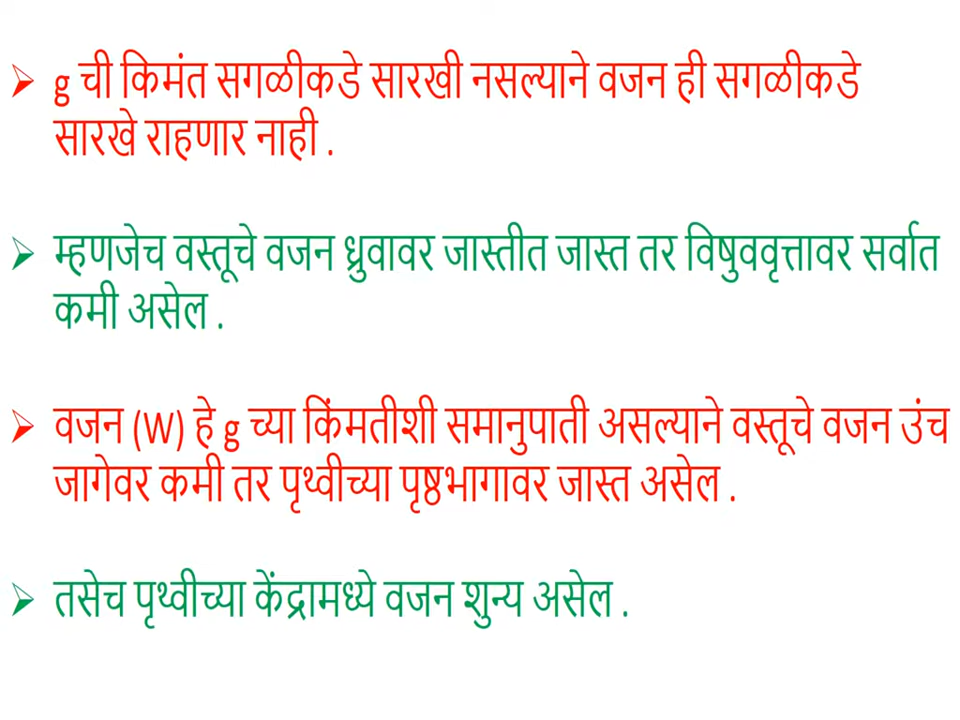 ➢ g ची किमंत सगळीकडे सारखी नसल्याने वजन ही सगळीकडे
सारखे राहणार नाही .
➢ म्हणजेच वस्तूचे वजन ध्रुवावर जास्तीत जास्त तर विषुववृत्तावर सर्वात
कमी असेल .
➢ वजन (W) हे g च्या किंमतीशी समानुपाती असल्याने वस्तूचे वजन उंच
जागेवर कमी तर पृथ्वीच्या पृष्ठभागावर जास्त असेल .
➢ तसेच पृथ्वीच्या केंद्रामध्ये वजन शुन्य असेल .